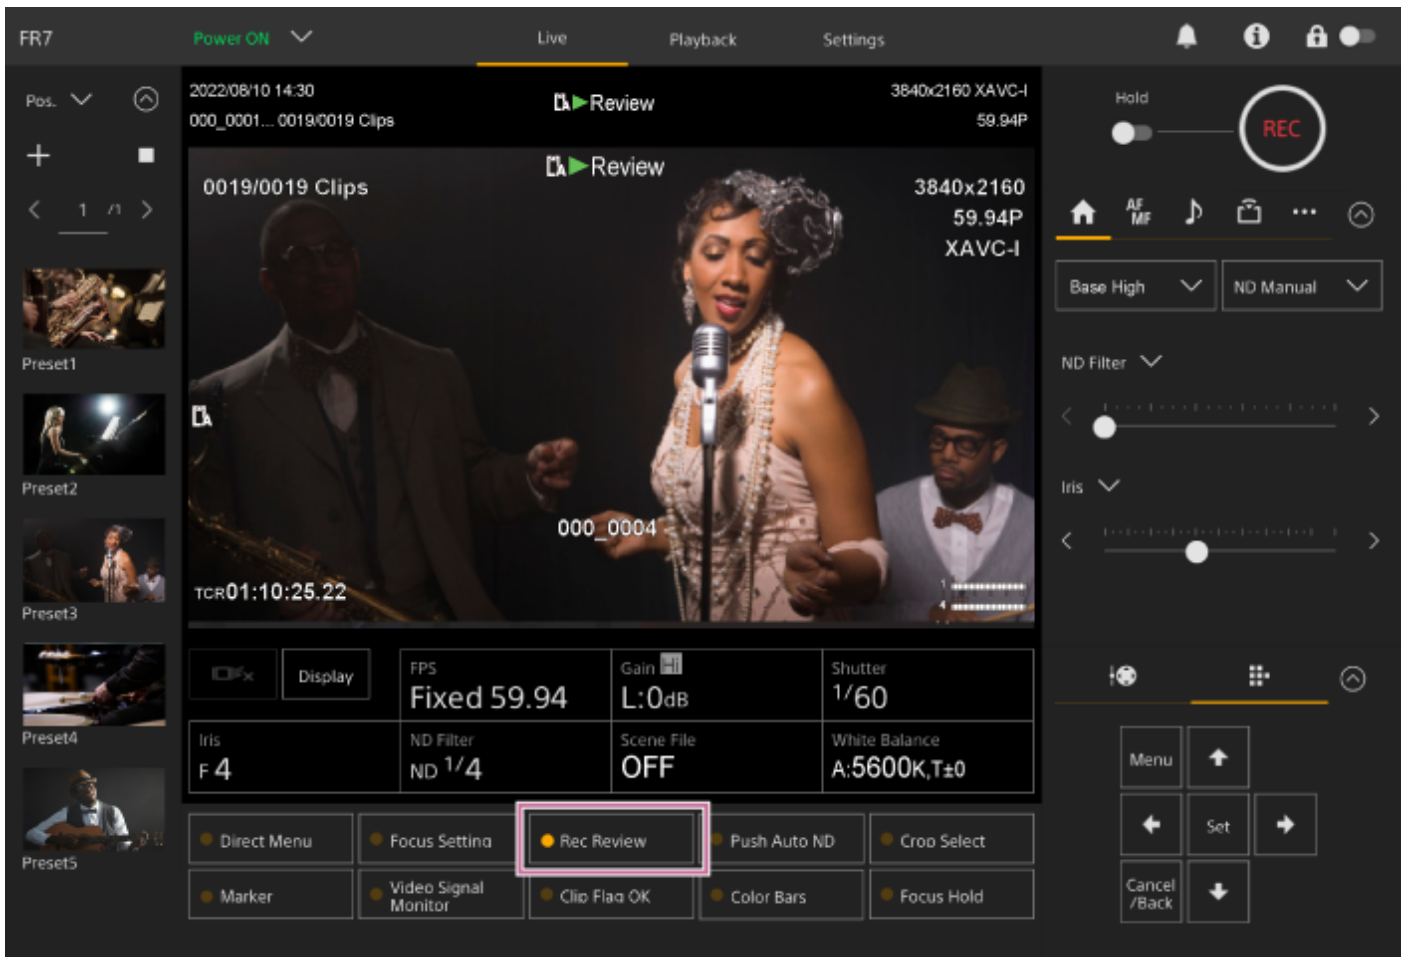 FR7
Power ON
Live
Playback
Settings
Pos.
1 /1
Preset1
Preset2
Preset3
Preset4
Preset5
2022/08/10 14:30
000_0001... 0019/0019 Clips
A Review
3840x2160 XAVC-I
59.94P
0019/0019 Clips
A Review
3840x2160
59.94P
XAVC-I
A
000_0004
TCR01:10:25.22
1
4
Display
FPS
Fixed 59.94
Gain Hi
L:0dB
Shutter
1/60
Iris
F 4
ND Filter
ND 1/4
Scene File
OFF
White Balance
A:5600K,T±0
Direct Menu
Focus Setting
Rec Review
Push Auto ND
Crop Select
Marker
Video Signal
Monitor
Clip Flag OK
Color Bars
Focus Hold
Hold
REC
AF
MF
Base High
ND Manual
ND Filter
Iris
Menu
Set
Cancel
/Back